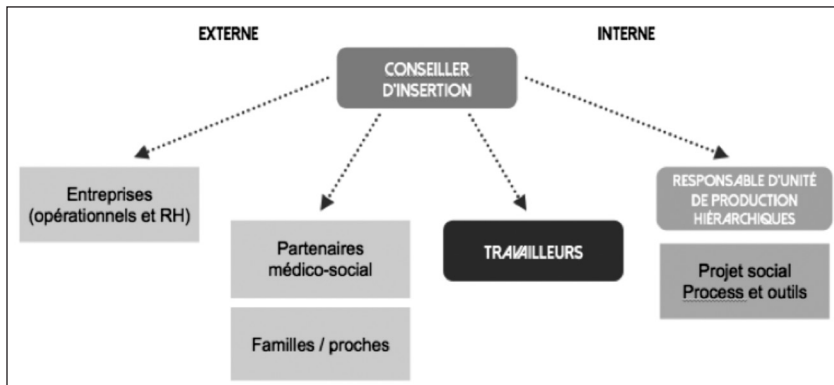 EXTERNE
INTERNE
CONSEILLER
D'INSERTION
Entreprises
(opérationnels et RH)
Partenaires
médico-social
Familles / proches
TRAVAILLEURS
RESPONSABLE D'UNITÉ
DE PRODUCTION
HIÉRARCHIQUES
Projet social
Process et outils